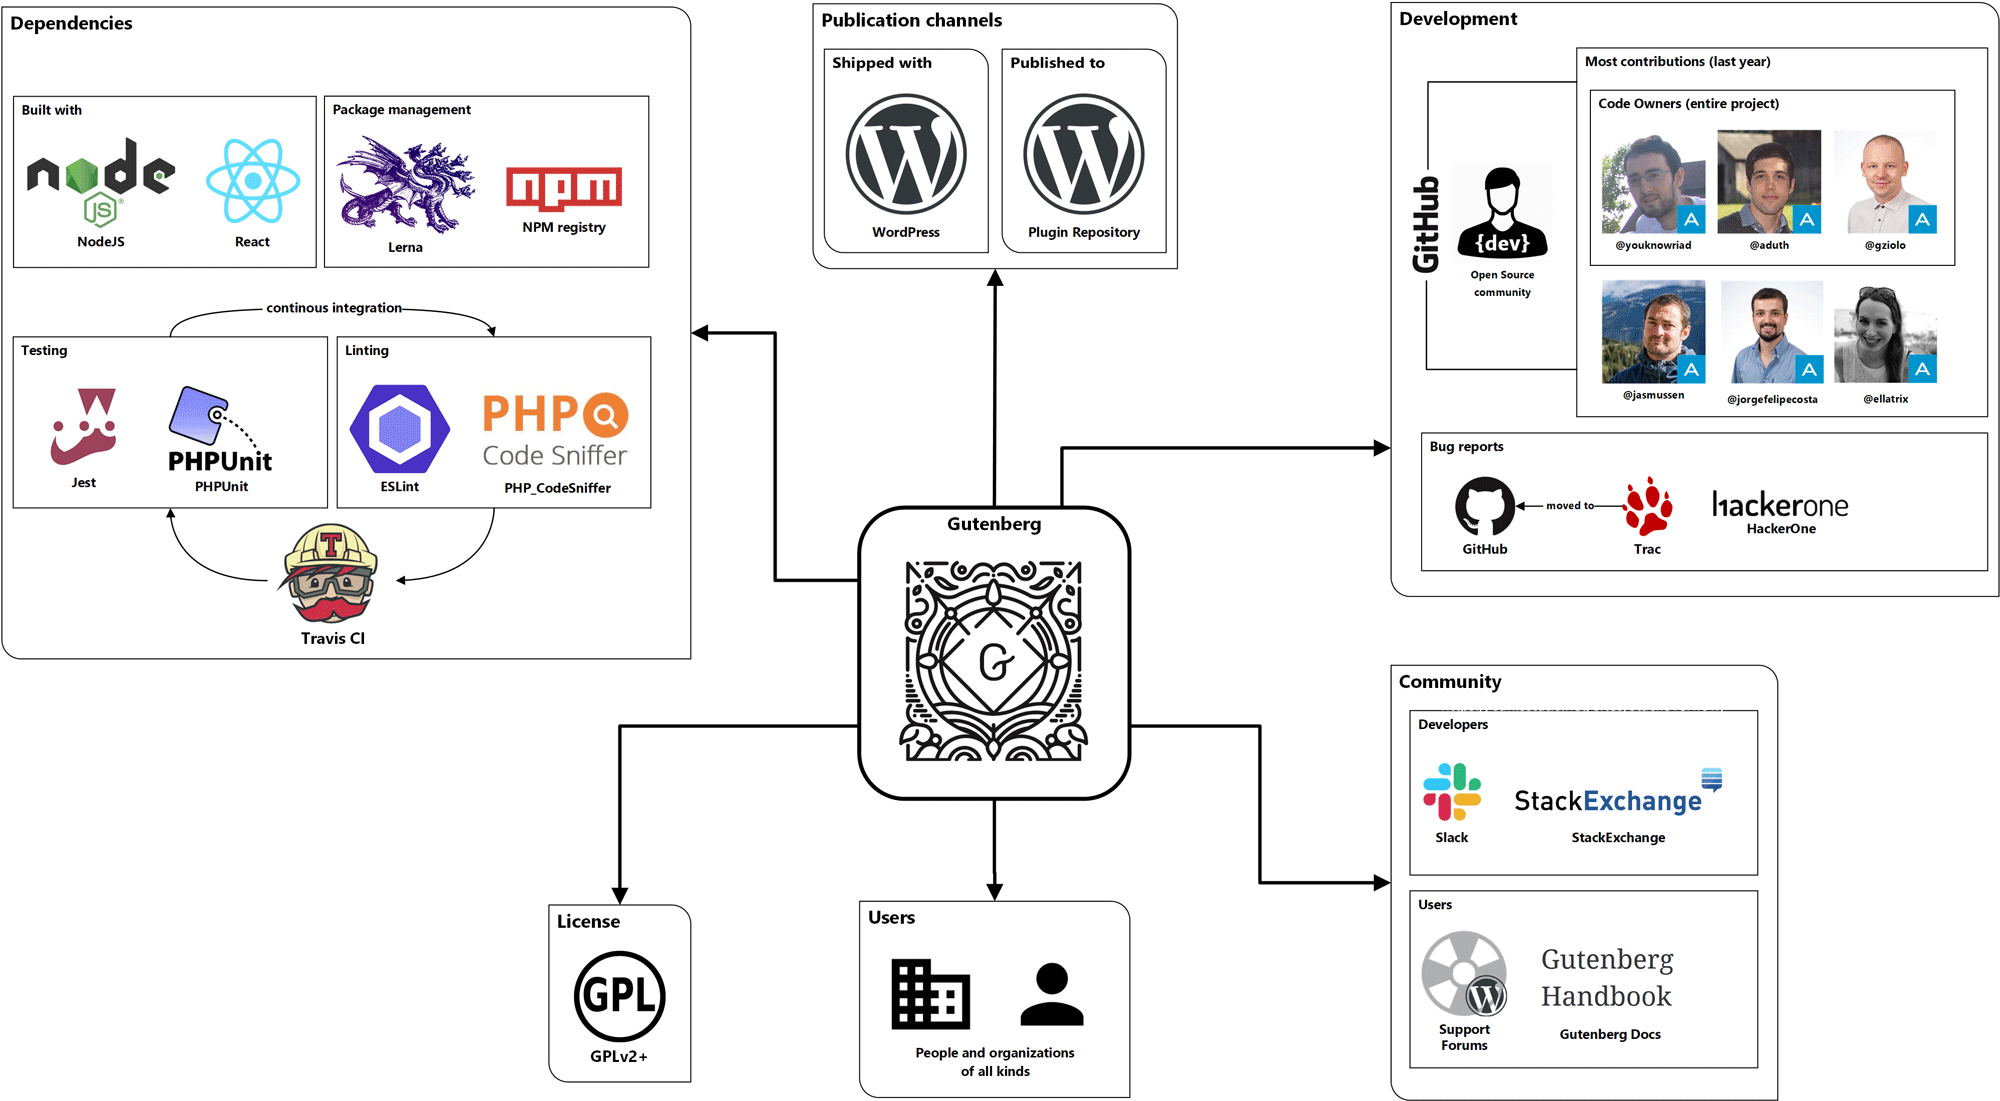 Dependencies
Built with
node
JS
®
NodeJS
React
Package management
Lerna
npm
NPM registry
continous integration
Testing
Jest
PHPUnit
PHPUnit
Linting
ESLint
PHP
Code Sniffer
PHP_CodeSniffer
T
Travis CI
Publication channels
Shipped with
W
WordPress
Published to
W
Plugin Repository
Development
GitHub
{dev}
Open Source
community
Most contributions (last year)
Code Owners (entire project)
A
A
A
@youknowriad
@aduth
@gziolo
A
A
A
@jasmussen
@jorgefelipecosta
@ellatrix
Bug reports
GitHub
moved to
Trac
hackerone
HackerOne
Gutenberg
G
License
GPL
GPLv2+
Users
People and organizations
of all kinds
Community
Developers
Slack
StackExchange
StackExchange
Users
W
Support
Forums
Gutenberg
Handbook
Gutenberg Docs